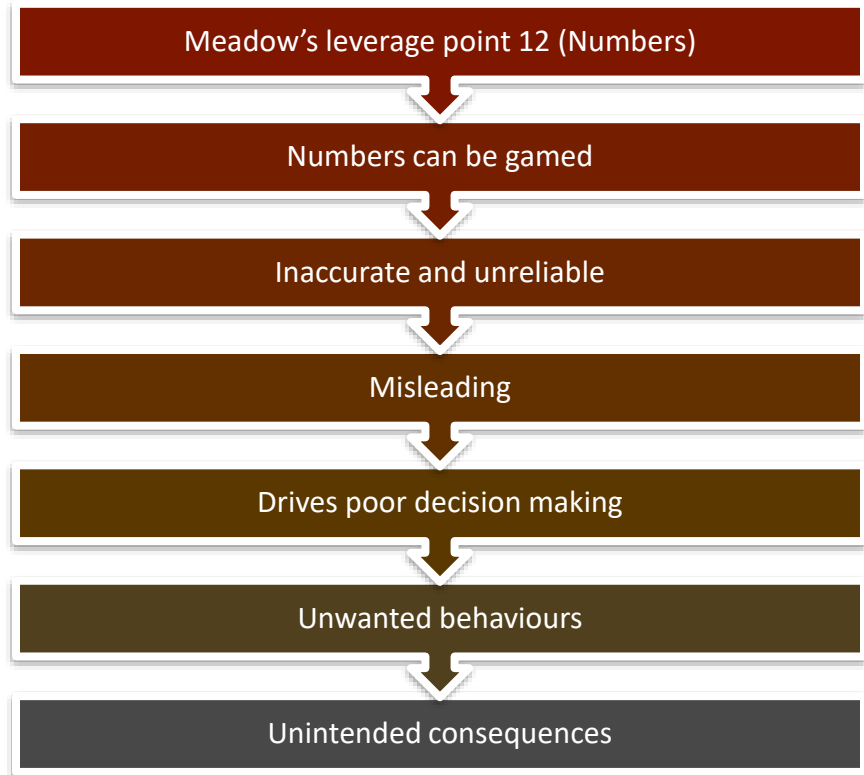 Meadow’s leverage point 12 (Numbers)
Numbers can be gamed
Inaccurate and unreliable
Misleading
Drives poor decision making
Unwanted behaviours
Unintended consequences